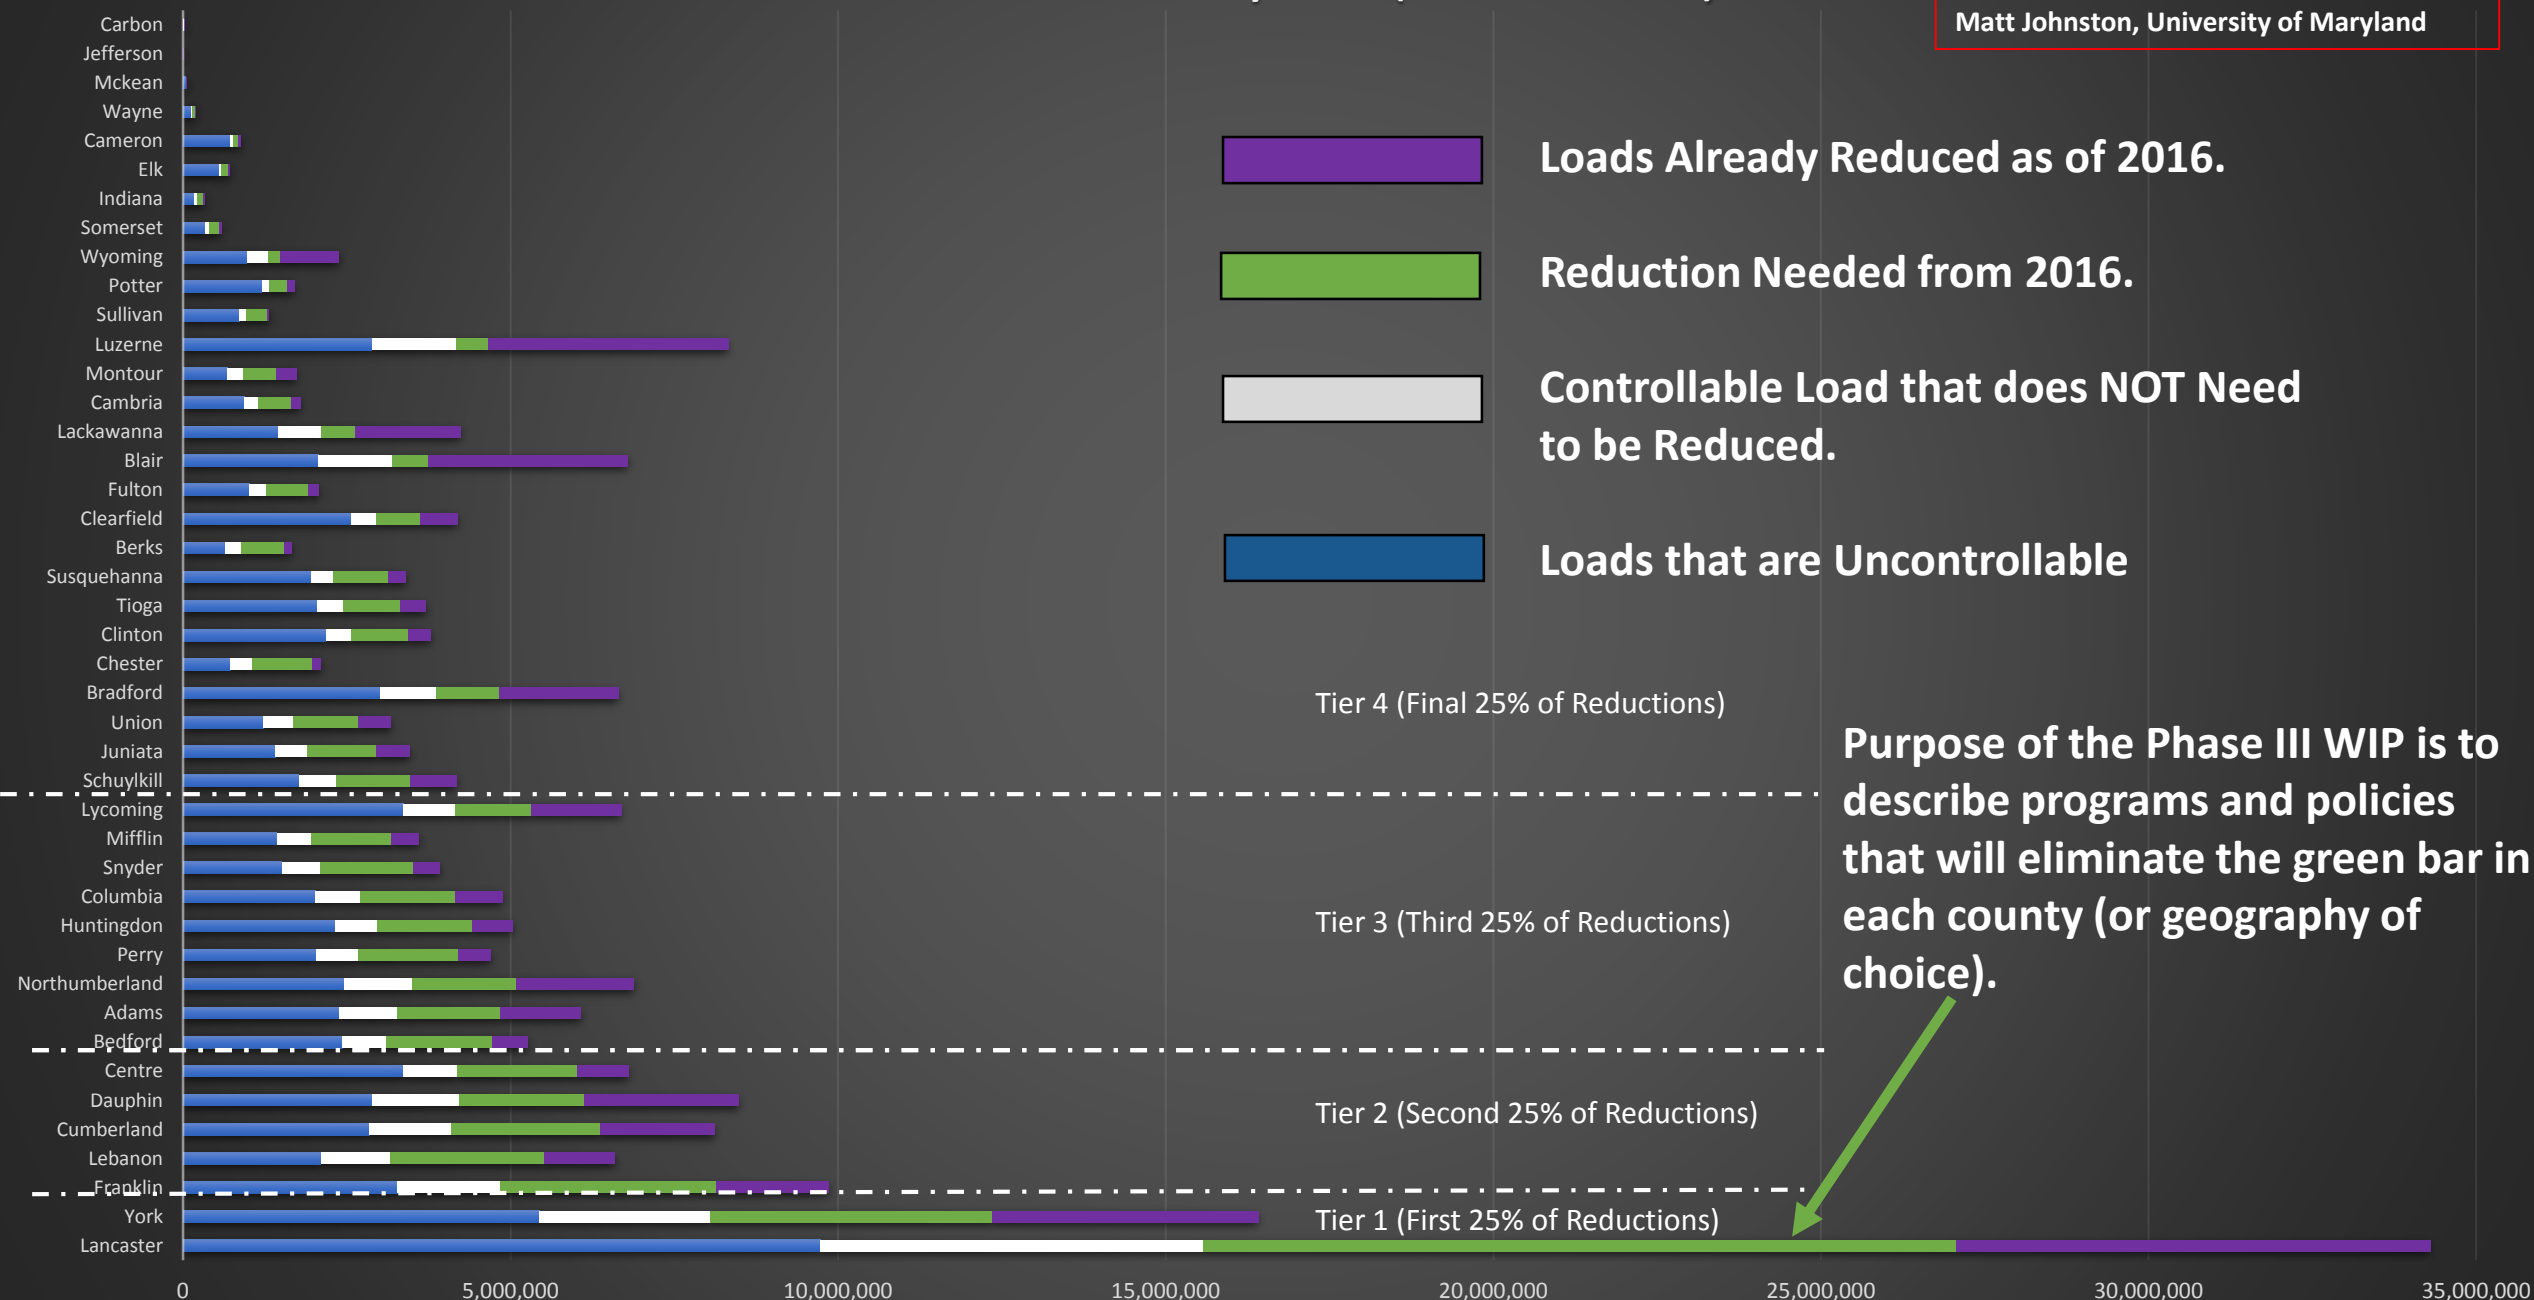 Matt Johnston, University of Maryland
Carbon
Jefferson
Mckean
Wayne
Cameron
Elk
Indiana
Somerset
Wyoming
Potter
Sullivan
Luzerne
Montour
Cambria
Lackawanna
Blair
Fulton
Clearfield
Berks
Susquehanna
Tioga
Clinton
Chester
Bradford
Union
Juniata
Schuylkill
Lycoming
Mifflin
Snyder
Columbia
Huntingdon
Perry
Northumberland
Adams
Bedford
Centre
Dauphin
Cumberland
Lebanon
Franklin
York
Lancaster
0
5,000,000
10,000,000
15,000,000
20,000,000
25,000,000
30,000,000
35,000,000
Loads Already Reduced as of 2016.
Reduction Needed from 2016.
Controllable Load that does NOT Need
to be Reduced.
Loads that are Uncontrollable
Tier 4 (Final 25% of Reductions)
Tier 3 (Third 25% of Reductions)
Tier 2 (Second 25% of Reductions)
Tier 1 (First 25% of Reductions)
Purpose of the Phase III WIP is to
describe programs and policies
that will eliminate the green bar in
each county (or geography of
choice).